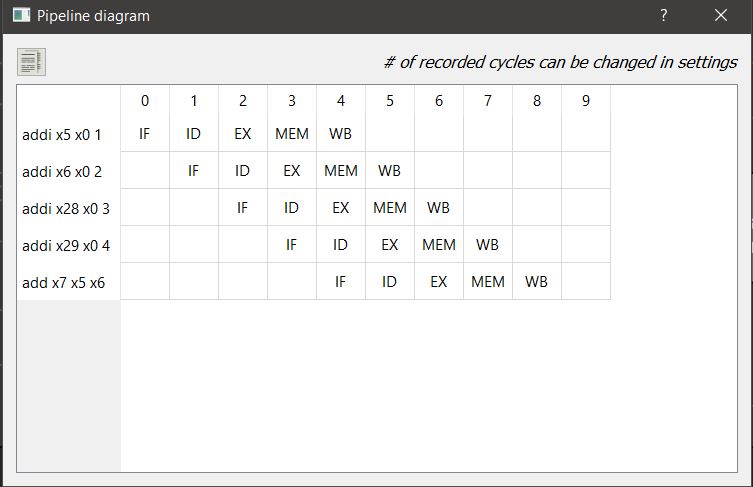 Pipeline diagram ?
# of recorded cycles can be changed in settings
0 1 2 3 4 5 6 7 8 9
addi x5 x0 1 IF ID EX MEM WB
addi x6 x0 2 IF ID EX MEM WB
addi x28 x0 3 IF ID EX MEM WB
addi x29 x0 4 IF ID EX MEM WB
add x7 x5 x6 IF ID EX MEM WB